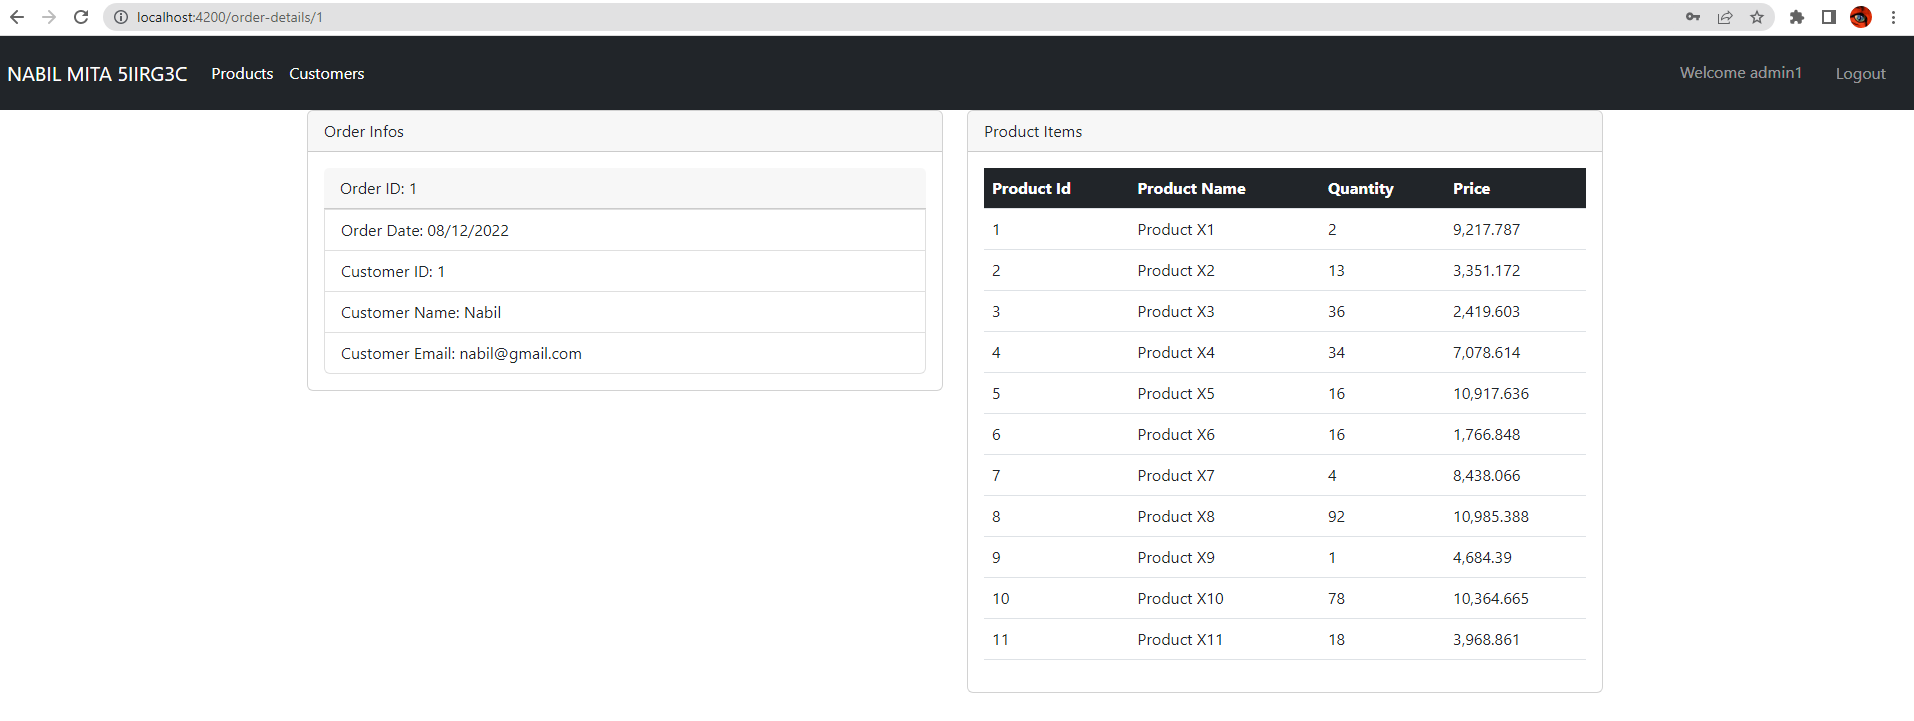 localhost:4200/order-details/1
NABIL MITA 5IIRG3C Products Customers Welcome admin1 Logout
Order Infos
Order ID: 1
Order Date: 08/12/2022
Customer ID: 1
Customer Name: Nabil
Customer Email: nabil@gmail.com
Product Items
Product Id Product Name Quantity Price
1 Product X1 2 9,217.787
2 Product X2 13 3,351.172
3 Product X3 36 2,419.603
4 Product X4 34 7,078.614
5 Product X5 16 10,917.636
6 Product X6 16 1,766.848
7 Product X7 4 8,438.066
8 Product X8 92 10,985.388
9 Product X9 1 4,684.39
10 Product X10 78 10,364.665
11 Product X11 18 3,968.861